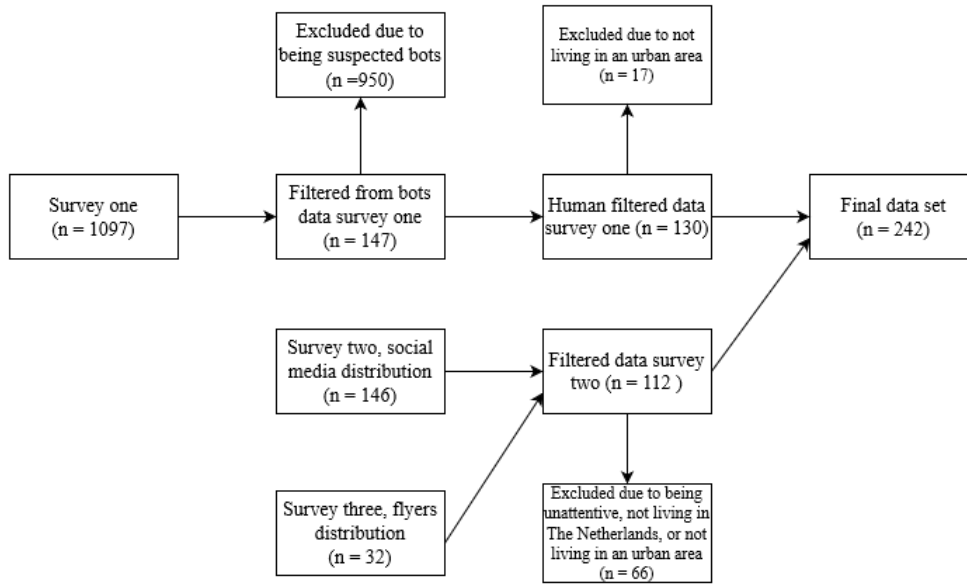 Excluded due to
being suspected bots
(n =950)
Excluded due to not
living in an urban area
(n = 17)
Survey one
(n = 1097)
Filtered from bots
data survey one
(n = 147)
Human filtered data
survey one (n = 130)
Final data set
(n = 242)
Survey two, social
media distribution
(n = 146)
Filtered data survey
two (n = 112 )
Survey three, flyers
distribution
(n = 32)
Excluded due to being
unattentive, not living in
The Netherlands, or not
living in an urban area
(n = 66)